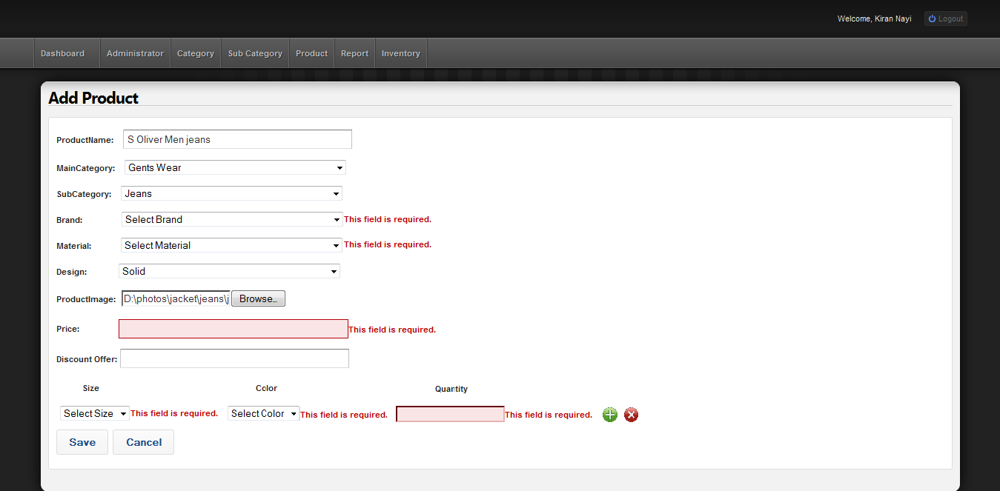 Welcome, Kiran Nayi Logout
Dashboard Administrator Category Sub Category Product Report Inventory
Add Product
ProductName: S Oliver Men jeans
MainCategory: Gents Wear
SubCategory: Jeans
Brand: Select Brand This field is required.
Material: Select Material This field is required.
Design: Solid
ProductImage: D:\photos\jacket\jeans\j Browse..
Price: This field is required.
Discount Offer:
Size Color Quantity
Select Size This field is required. Select Color This field is required. This field is required.
Save Cancel